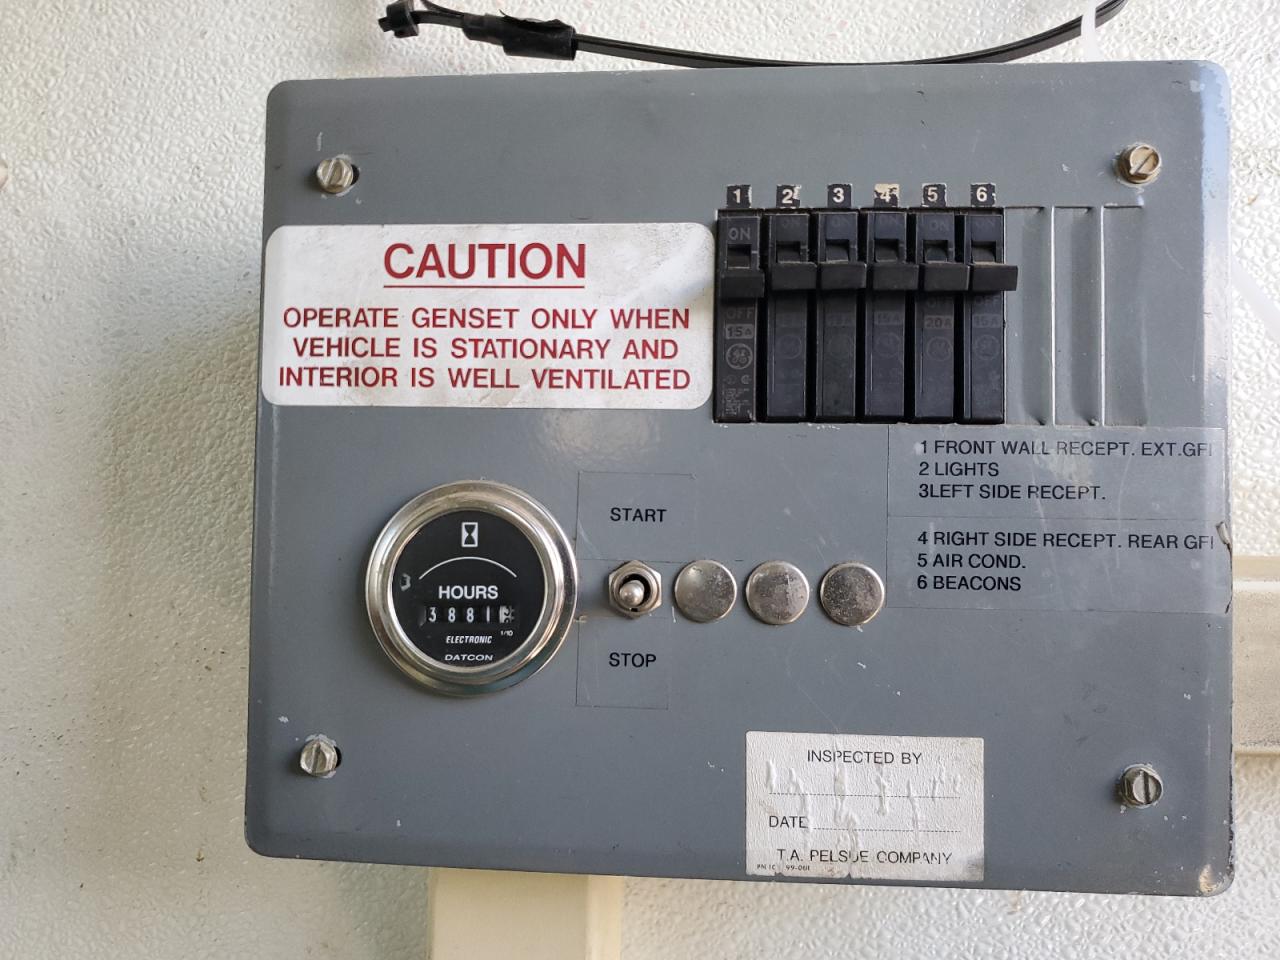 1 2 3 4 5 6
ON
OFF
15A
15A
20A
15A
CAUTION
OPERATE GENSET ONLY WHEN
VEHICLE IS STATIONARY AND
INTERIOR IS WELL VENTILATED
1 FRONT WALL RECEPT. EXT.GFI
2 LIGHTS
3LEFT SIDE RECEPT.
4 RIGHT SIDE RECEPT. REAR GFI
5 AIR COND.
6 BEACONS
HOURS
3881
1/10
ELECTRONIC
DATCON
START
STOP
INSPECTED BY
DATE
T.A. PELSUE COMPANY